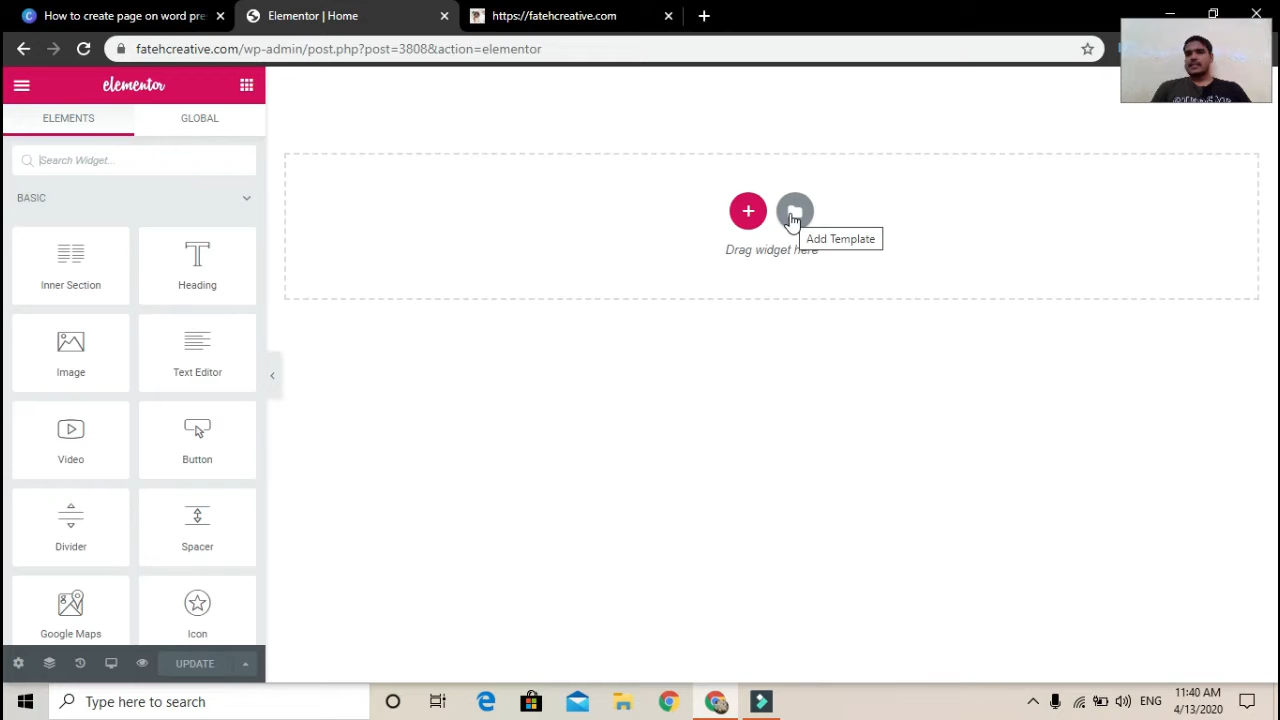 How to create page on word pres
Elementor | Home
https://fatehcreative.com
fatehcreative.com/wp-admin/post.php?post=3808&action=elementor
elementor
ELEMENTS
GLOBAL
Search Widget...
BASIC
Inner Section
Heading
Image
Text Editor
Video
Button
Divider
Spacer
Google Maps
Icon
UPDATE
Add Template
Drag widget here
Type here to search
ENG
11:40 AM
4/13/2020